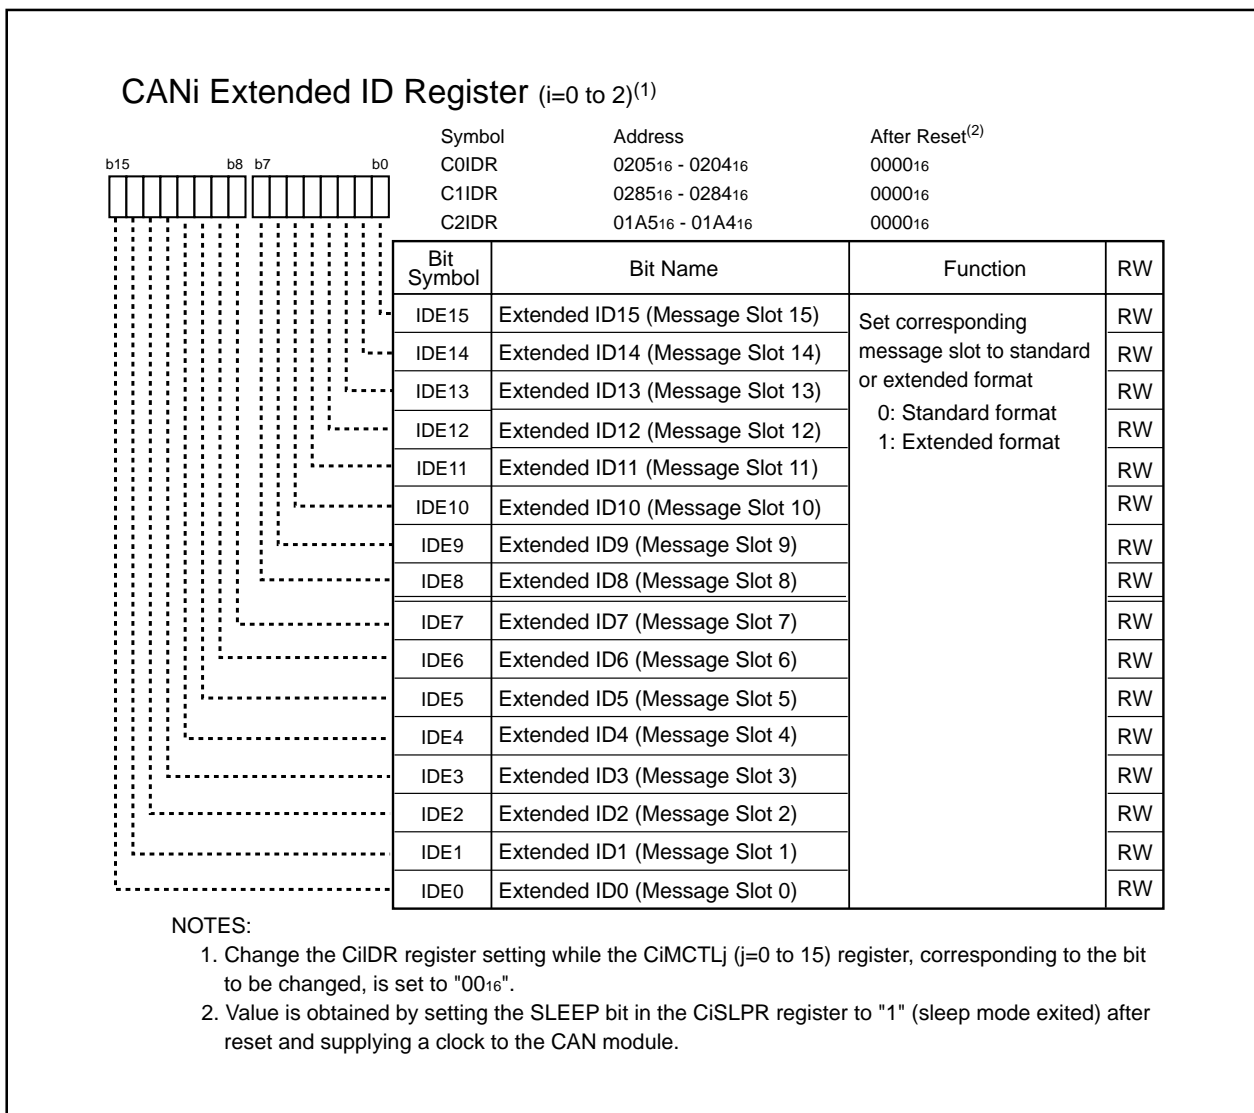 CANi Extended ID Register (i=0 to 2)(1)
Symbol Address After Reset(2)
b15 b8 b7 b0 C0IDR 020516 - 020416 000016
C1IDR 028516 - 028416 000016
C2IDR 01A516 - 01A416 000016
Bit Symbol Bit Name Function RW
IDE15 Extended ID15 (Message Slot 15) Set corresponding RW
IDE14 Extended ID14 (Message Slot 14) message slot to standard RW
or extended format
IDE13 Extended ID13 (Message Slot 13) RW
0: Standard format
IDE12 Extended ID12 (Message Slot 12) RW
1: Extended format
IDE11 Extended ID11 (Message Slot 11) RW
IDE10 Extended ID10 (Message Slot 10) RW
IDE9 Extended ID9 (Message Slot 9) RW
IDE8 Extended ID8 (Message Slot 8) RW
IDE7 Extended ID7 (Message Slot 7) RW
IDE6 Extended ID6 (Message Slot 6) RW
IDE5 Extended ID5 (Message Slot 5) RW
IDE4 Extended ID4 (Message Slot 4) RW
IDE3 Extended ID3 (Message Slot 3) RW
IDE2 Extended ID2 (Message Slot 2) RW
IDE1 Extended ID1 (Message Slot 1) RW
IDE0 Extended ID0 (Message Slot 0) RW
NOTES:
1. Change the CiIDR register setting while the CiMCTLj (j=0 to 15) register, corresponding to the bit
to be changed, is set to "0016".
2. Value is obtained by setting the SLEEP bit in the CiSLPR register to "1" (sleep mode exited) after
reset and supplying a clock to the CAN module.